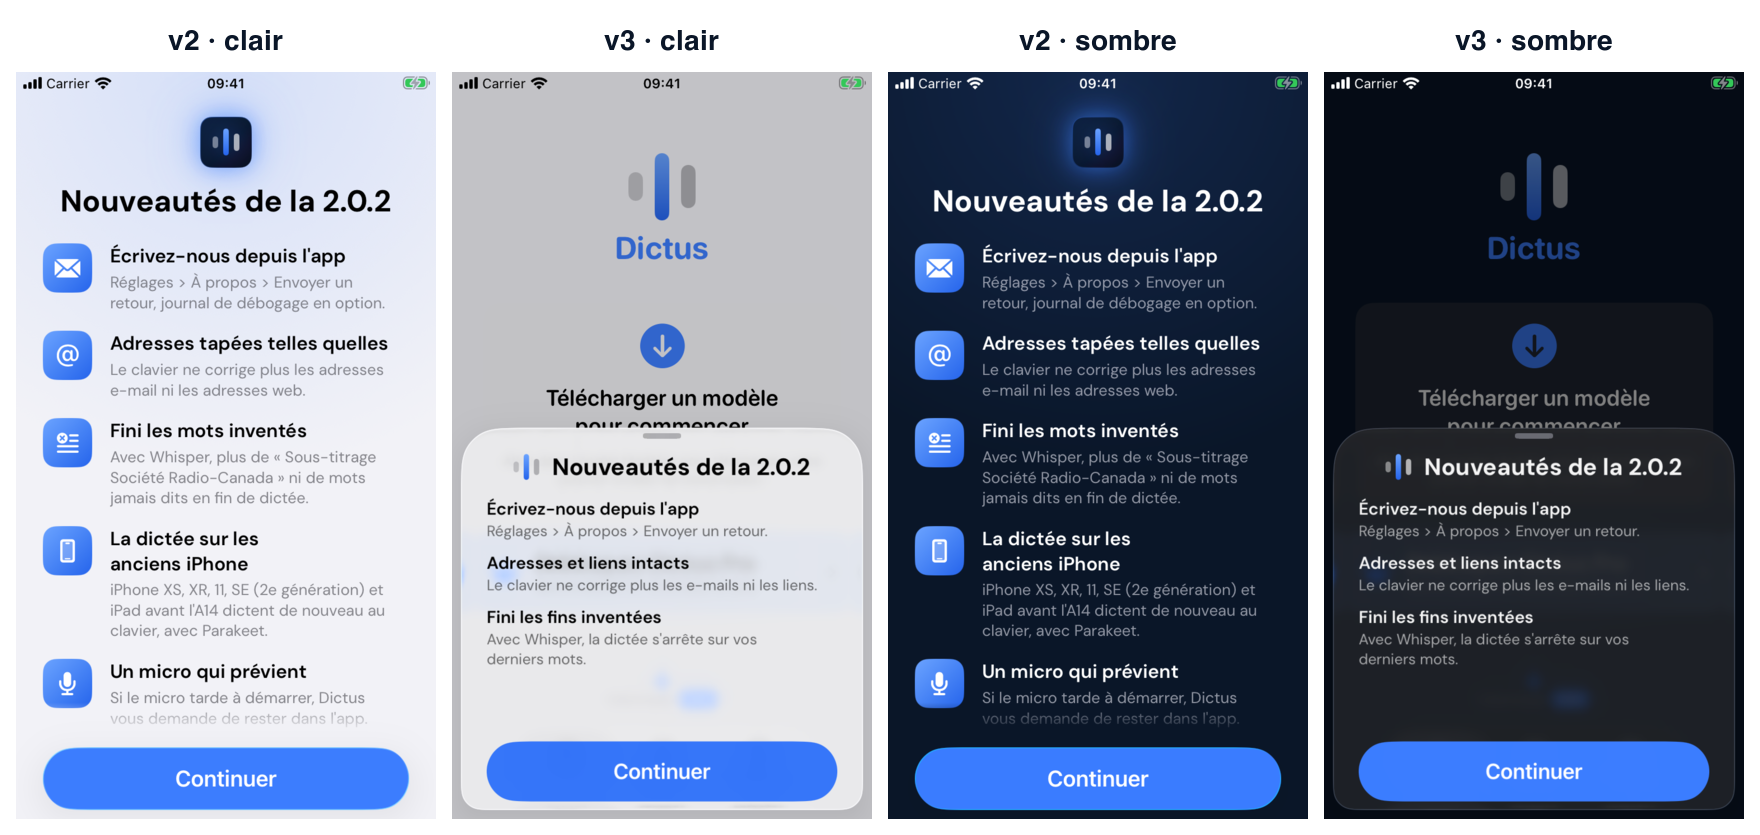 v2 · clair
Carrier
09:41
Nouveautés de la 2.0.2
Écrivez-nous depuis l'app
Réglages > À propos > Envoyer un
retour, journal de débogage en option.
@
Adresses tapées telles quelles
Le clavier ne corrige plus les adresses
e-mail ni les adresses web.
Fini les mots inventés
Avec Whisper, plus de « Sous-titrage
Société Radio-Canada » ni de mots
jamais dits en fin de dictée.
La dictée sur les
anciens iPhone
iPhone XS, XR, 11, SE (2e génération) et
iPad avant l'A14 dictent de nouveau au
clavier, avec Parakeet.
Un micro qui prévient
Si le micro tarde à démarrer, Dictus
vous demande de rester dans l'app.
Continuer
v3 · clair
Carrier
09:41
Dictus
Télécharger un modèle
pour commencer
Nouveautés de la 2.0.2
Écrivez-nous depuis l'app
Réglages > À propos > Envoyer un retour.
Adresses et liens intacts
Le clavier ne corrige plus les e-mails ni les liens.
Fini les fins inventées
Avec Whisper, la dictée s'arrête sur vos
derniers mots.
Continuer
v2 · sombre
Carrier
09:41
Nouveautés de la 2.0.2
Écrivez-nous depuis l'app
Réglages > À propos > Envoyer un
retour, journal de débogage en option.
@
Adresses tapées telles quelles
Le clavier ne corrige plus les adresses
e-mail ni les adresses web.
Fini les mots inventés
Avec Whisper, plus de « Sous-titrage
Société Radio-Canada » ni de mots
jamais dits en fin de dictée.
La dictée sur les
anciens iPhone
iPhone XS, XR, 11, SE (2e génération) et
iPad avant l'A14 dictent de nouveau au
clavier, avec Parakeet.
Un micro qui prévient
Si le micro tarde à démarrer, Dictus
vous demande de rester dans l'app.
Continuer
v3 · sombre
Carrier
09:41
Dictus
Télécharger un modèle
pour commencer
Nouveautés de la 2.0.2
Écrivez-nous depuis l'app
Réglages > À propos > Envoyer un retour.
Adresses et liens intacts
Le clavier ne corrige plus les e-mails ni les liens.
Fini les fins inventées
Avec Whisper, la dictée s'arrête sur vos
derniers mots.
Continuer